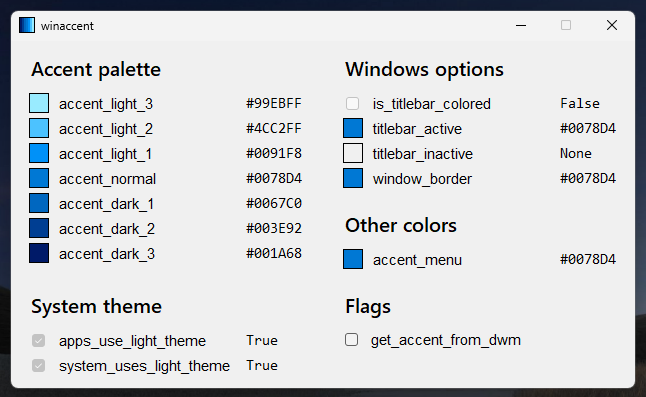 winaccent
Accent palette
accent_light_3 #99EBFF
accent_light_2 #4CC2FF
accent_light_1 #0091F8
accent_normal #0078D4
accent_dark_1 #0067C0
accent_dark_2 #003E92
accent_dark_3 #001A68
Windows options
is_titlebar_colored False
titlebar_active #0078D4
titlebar_inactive None
window_border #0078D4
Other colors
accent_menu #0078D4
System theme
apps_use_light_theme True
system_uses_light_theme True
Flags
get_accent_from_dwm